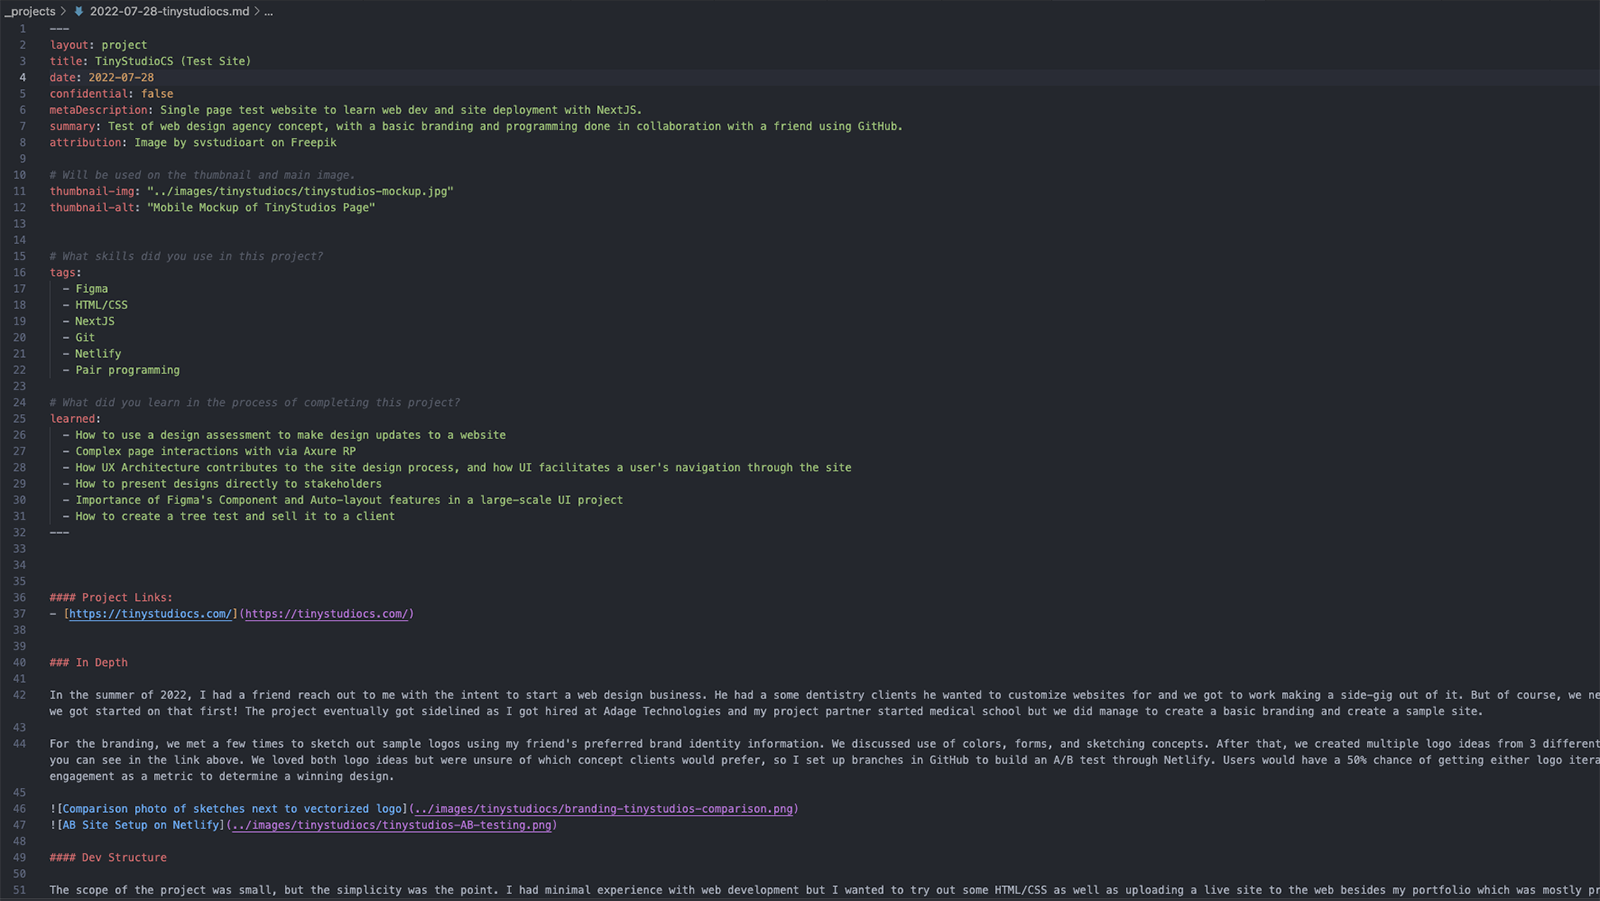 _projects > 2022-07-28-tinystudiocs.md > ...
1 ---
2 layout: project
3 title: TinyStudioCS (Test Site)
4 date: 2022-07-28
5 confidential: false
6 metaDescription: Single page test website to learn web dev and site deployment with NextJS.
7 summary: Test of web design agency concept, with a basic branding and programming done in collaboration with a friend using GitHub.
8 attribution: Image by svstudioart on Freepik
9
10 # Will be used on the thumbnail and main image.
11 thumbnail-img: "../images/tinystudiocs/tinystudios-mockup.jpg"
12 thumbnail-alt: "Mobile Mockup of TinyStudios Page"
13
14
15 # What skills did you use in this project?
16 tags:
17 - Figma
18 - HTML/CSS
19 - NextJS
20 - Git
21 - Netlify
22 - Pair programming
23
24 # What did you learn in the process of completing this project?
25 learned:
26 - How to use a design assessment to make design updates to a website
27 - Complex page interactions with via Axure RP
28 - How UX Architecture contributes to the site design process, and how UI facilitates a user's navigation through the site
29 - How to present designs directly to stakeholders
30 - Importance of Figma's Component and Auto-layout features in a large-scale UI project
31 - How to create a tree test and sell it to a client
32 ---
33
34
35
36 #### Project Links:
37 - [https://tinystudiocs.com/](https://tinystudiocs.com/)
38
39
40 ### In Depth
41
42 In the summer of 2022, I had a friend reach out to me with the intent to start a web design business. He had a some dentistry clients he wanted to customize websites for and we got to work making a side-gig out of it. But of course, we ne
we got started on that first! The project eventually got sidelined as I got hired at Adage Technologies and my project partner started medical school but we did manage to create a basic branding and create a sample site.
43
44 For the branding, we met a few times to sketch out sample logos using my friend's preferred brand identity information. We discussed use of colors, forms, and sketching concepts. After that, we created multiple logo ideas from 3 different
you can see in the link above. We loved both logo ideas but were unsure of which concept clients would prefer, so I set up branches in GitHub to build an A/B test through Netlify. Users would have a 50% chance of getting either logo itera
engagement as a metric to determine a winning design.
45
46 ![Comparison photo of sketches next to vectorized logo](../images/tinystudiocs/branding-tinystudios-comparison.png)
47 ![AB Site Setup on Netlify](../images/tinystudiocs/tinystudios-AB-testing.png)
48
49 #### Dev Structure
50
51 The scope of the project was small, but the simplicity was the point. I had minimal experience with web development but I wanted to try out some HTML/CSS as well as uploading a live site to the web besides my portfolio which was mostly pr